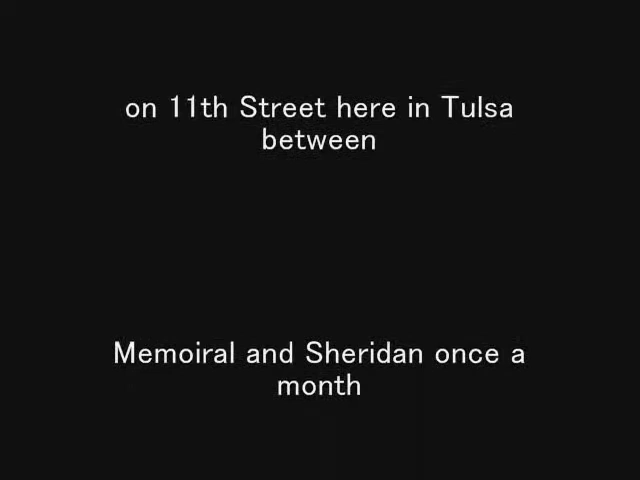 on 11th Street here in Tulsa
between
Memoiral and Sheridan once a
month